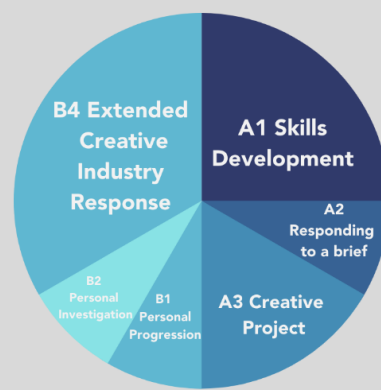 B4 Extended
Creative
Industry
Response
A1 Skills
Development
A2
Responding
to a brief
A3 Creative
Project
B1
Personal
Progression
B2
Personal
Investigation